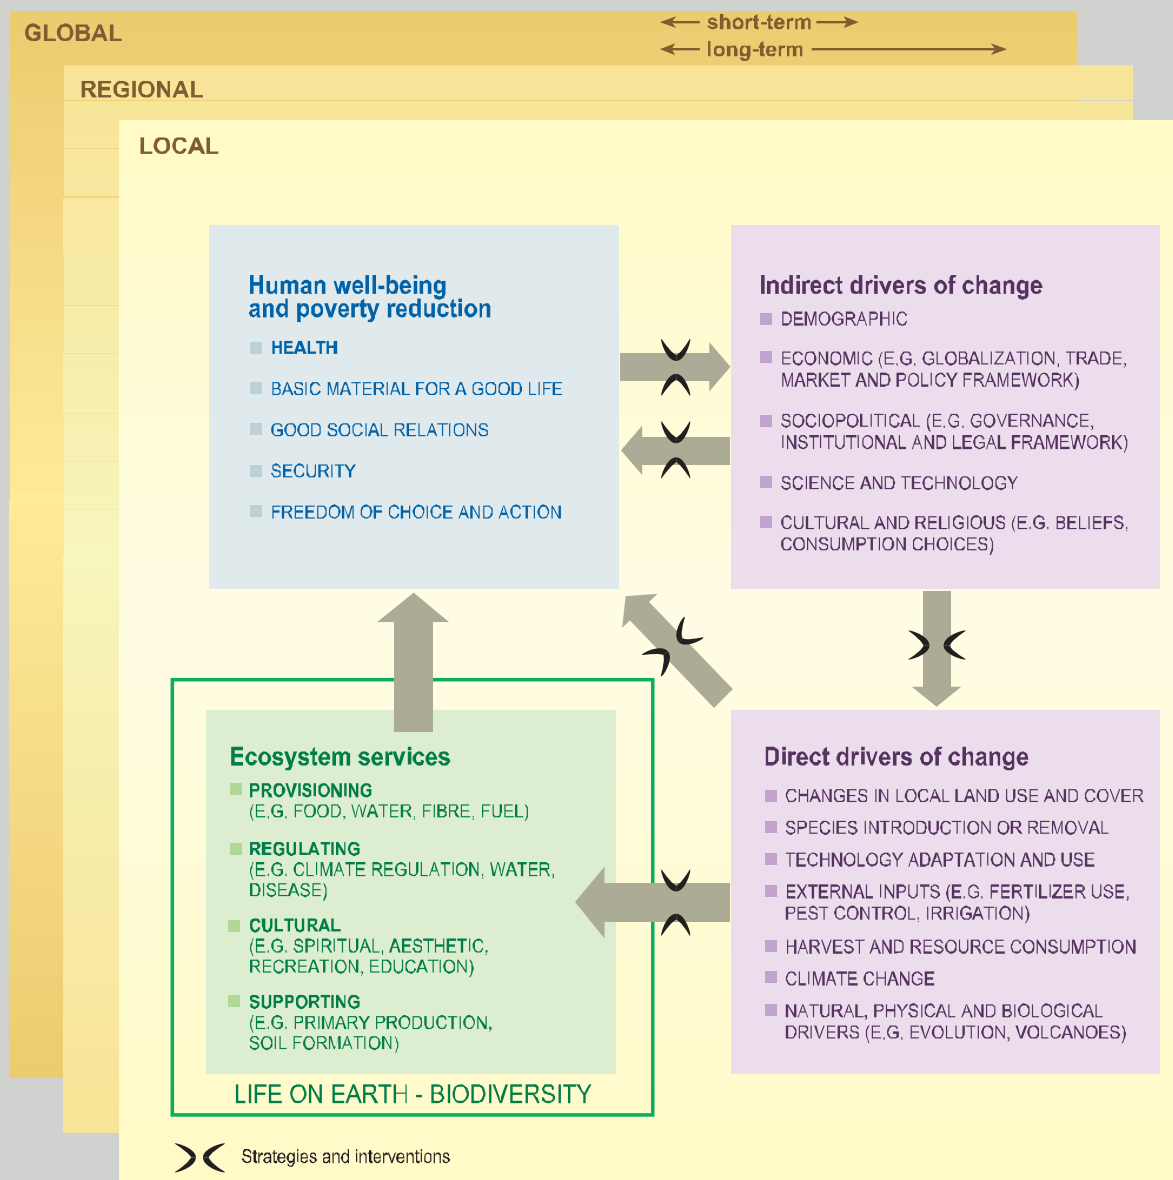 GLOBAL
short-term
long-term
REGIONAL
LOCAL
Human well-being
and poverty reduction
HEALTH
BASIC MATERIAL FOR A GOOD LIFE
GOOD SOCIAL RELATIONS
SECURITY
FREEDOM OF CHOICE AND ACTION
Indirect drivers of change
DEMOGRAPHIC
ECONOMIC (E.G. GLOBALIZATION, TRADE,
MARKET AND POLICY FRAMEWORK)
SOCIOPOLITICAL (E.G. GOVERNANCE,
INSTITUTIONAL AND LEGAL FRAMEWORK)
SCIENCE AND TECHNOLOGY
CULTURAL AND RELIGIOUS (E.G. BELIEFS,
CONSUMPTION CHOICES)
Ecosystem services
PROVISIONING
(E.G. FOOD, WATER, FIBRE, FUEL)
REGULATING
(E.G. CLIMATE REGULATION, WATER,
DISEASE)
CULTURAL
(E.G. SPIRITUAL, AESTHETIC,
RECREATION, EDUCATION)
SUPPORTING
(E.G. PRIMARY PRODUCTION,
SOIL FORMATION)
LIFE ON EARTH - BIODIVERSITY
Direct drivers of change
CHANGES IN LOCAL LAND USE AND COVER
SPECIES INTRODUCTION OR REMOVAL
TECHNOLOGY ADAPTATION AND USE
EXTERNAL INPUTS (E.G. FERTILIZER USE,
PEST CONTROL, IRRIGATION)
HARVEST AND RESOURCE CONSUMPTION
CLIMATE CHANGE
NATURAL, PHYSICAL AND BIOLOGICAL
DRIVERS (E.G. EVOLUTION, VOLCANOES)
Strategies and interventions